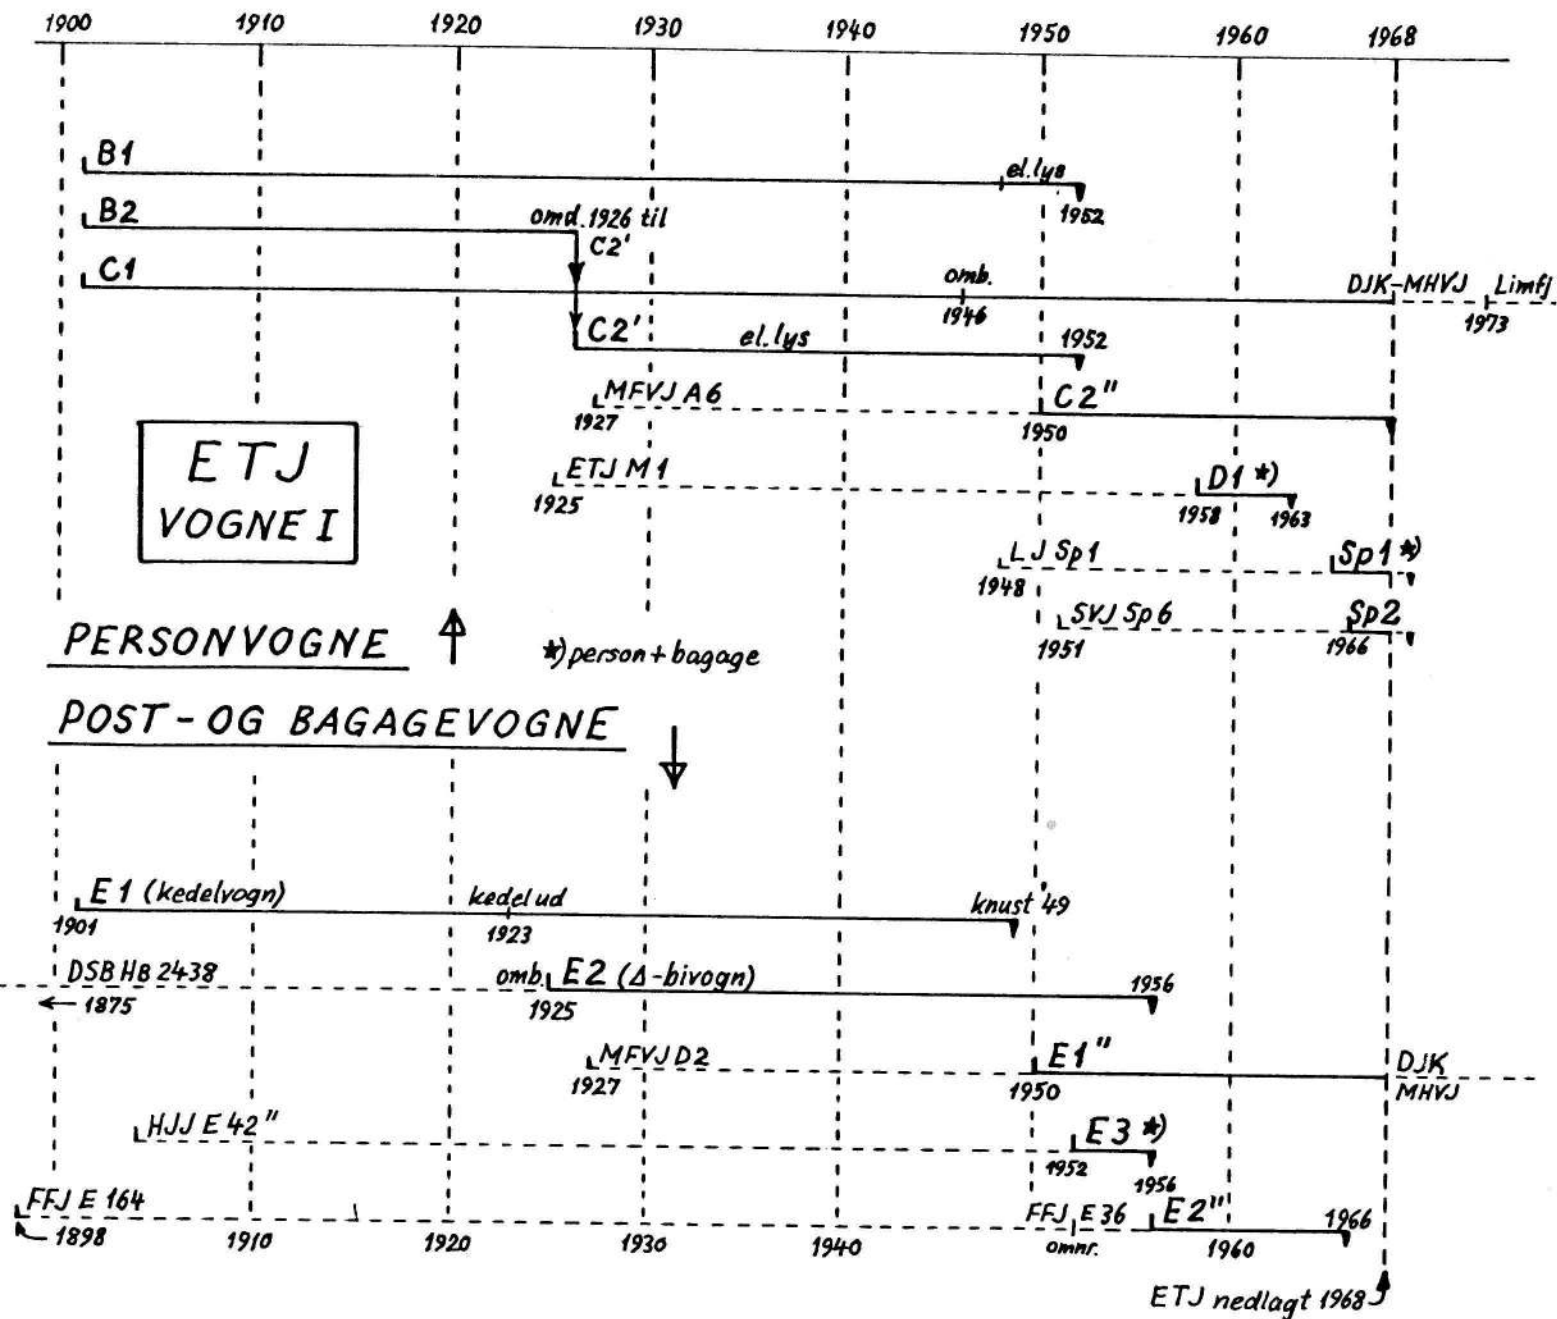 1900 1910 1920 1930 1940 1950 1960 1968
B1 el.lys
1952
B2 omd. 1926 til
C2'
C1 omb. DJK-MHVJ Limfj
1946 1973
C2' el.lys 1952
MFVJ A6 C2"
1927 1950
ETJ
VOGNE I
ETJ M1 D1 *)
1925 1958 1963
LJ Sp1 Sp1 *)
1948
SVJ Sp6 Sp2
1951 1966
PERSONVOGNE *) person+bagage
POST-OG BAGAGEVOGNE
E1 (kedelvogn) kedel ud knust '49
1901 1923
DSB HB 2438 omb. E2 (Δ-bivogn) 1956
← 1875 1925
MFVJ D2 E1" DJK
1927 1950 MHVJ
HJJ E 42" E3 *)
1952 1956
FFJ E 164 FFJ E 36 E2" 1966
1898 1910 1920 1930 1940 omnr. 1960
ETJ nedlagt 1968